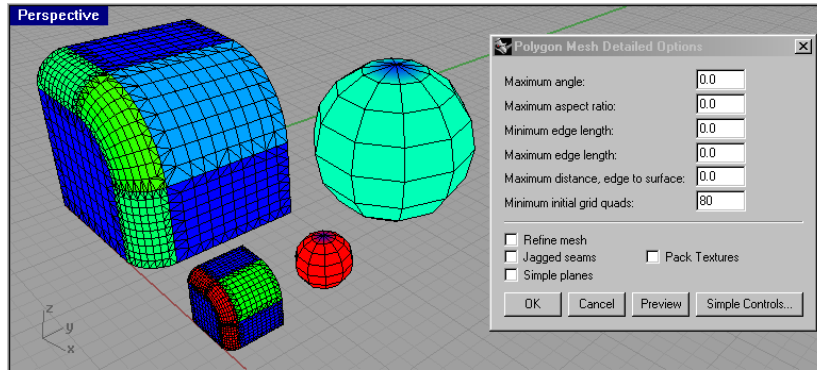 Perspective
z
y
x
Polygon Mesh Detailed Options
Maximum angle: 0.0
Maximum aspect ratio: 0.0
Minimum edge length: 0.0
Maximum edge length: 0.0
Maximum distance, edge to surface: 0.0
Minimum initial grid quads: 80
Refine mesh
Jagged seams Pack Textures
Simple planes
OK Cancel Preview Simple Controls...